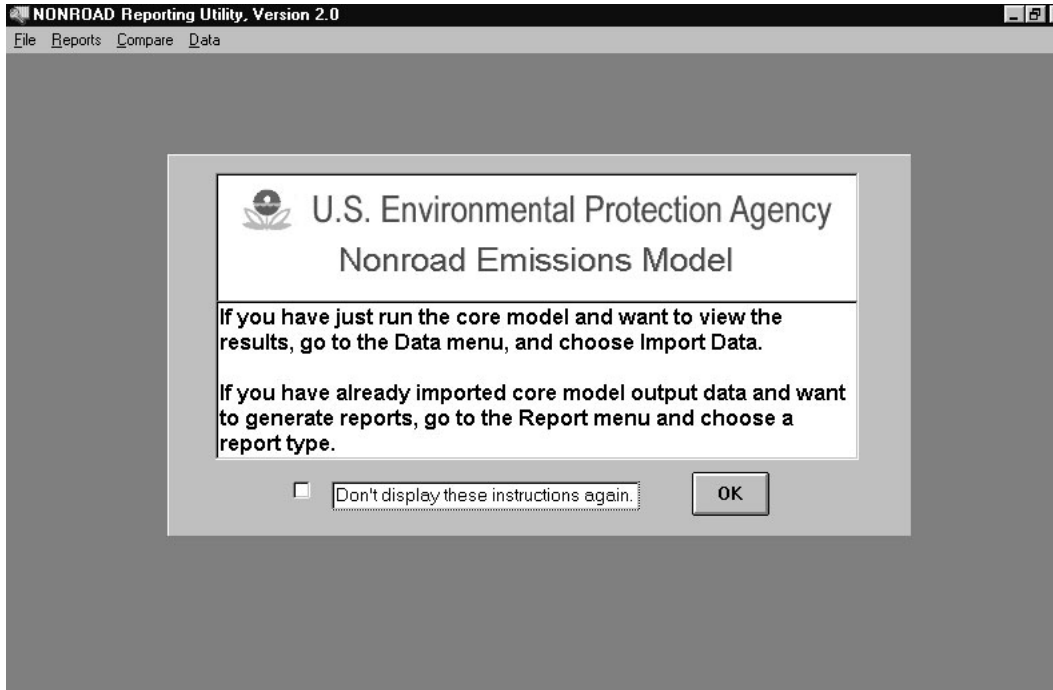 NONROAD Reporting Utility, Version 2.0
File Reports Compare Data
U.S. Environmental Protection Agency
Nonroad Emissions Model
If you have just run the core model and want to view the
results, go to the Data menu, and choose Import Data.
If you have already imported core model output data and want
to generate reports, go to the Report menu and choose a
report type.
Don't display these instructions again.
OK